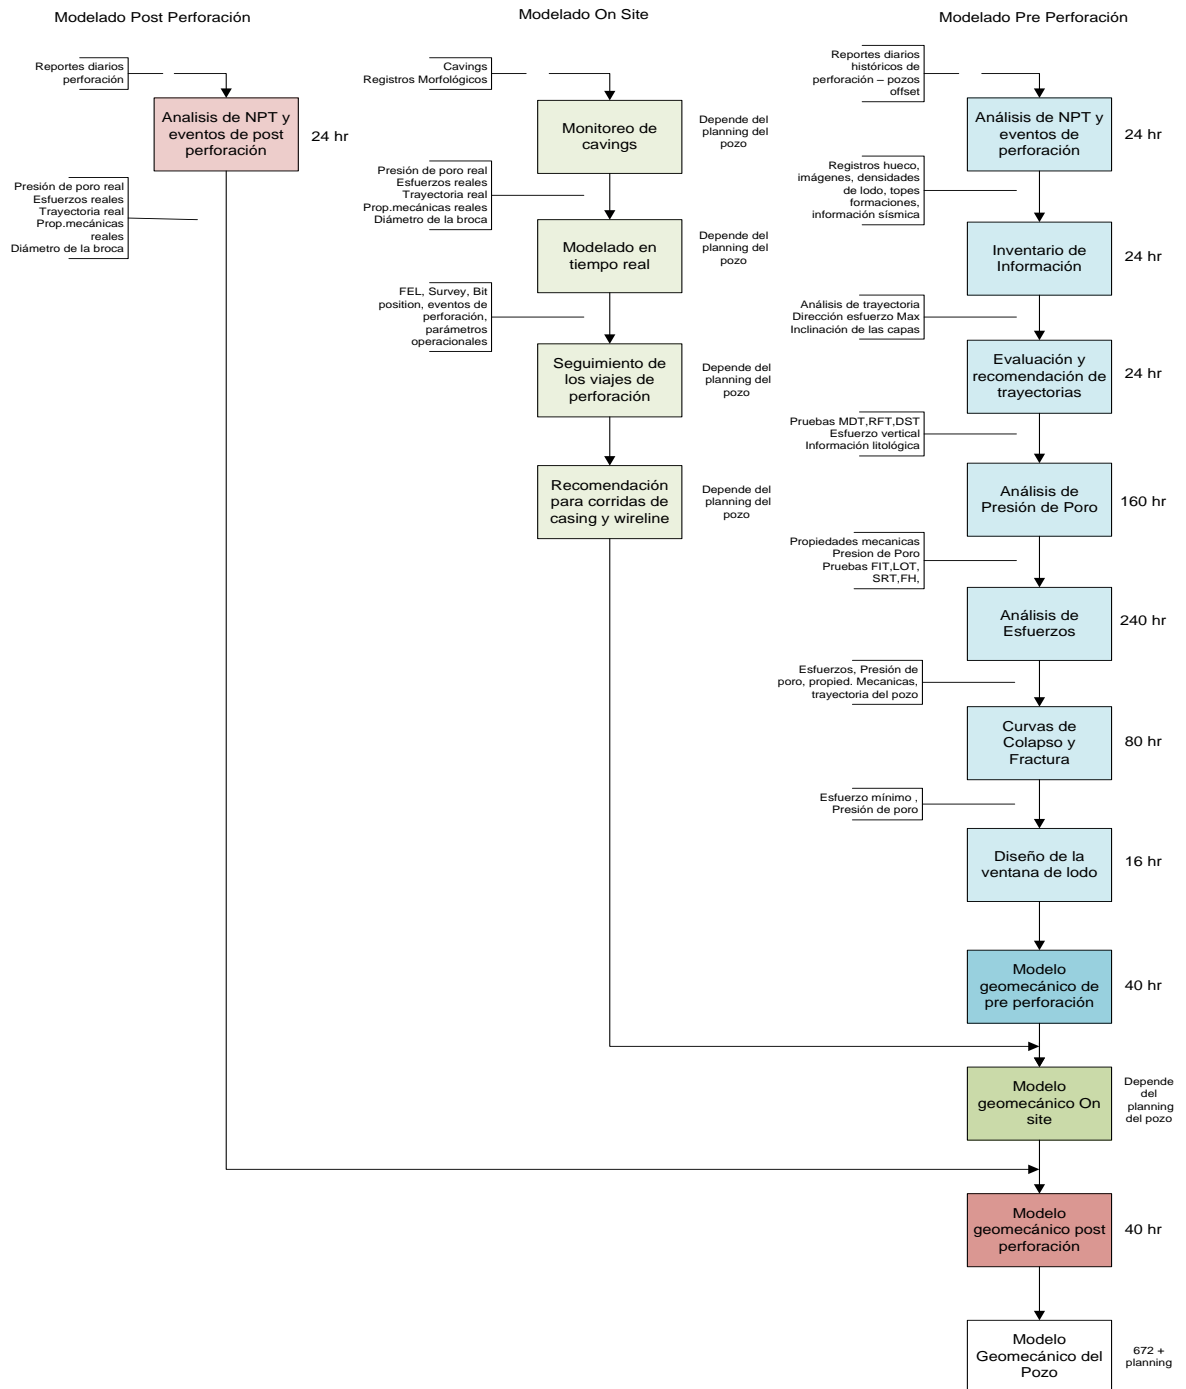 Modelado Post Perforación
Reportes diarios
perforación
Analisis de NPT y
eventos de post
perforación
24 hr
Presión de poro real
Esfuerzos reales
Trayectoria real
Prop.mecánicas
reales
Diámetro de la broca
Modelado On Site
Cavings
Registros Morfológicos
Monitoreo de
cavings
Depende del
planning del
pozo
Presión de poro real
Esfuerzos reales
Trayectoria real
Prop.mecánicas reales
Diámetro de la broca
Modelado en
tiempo real
Depende del
planning del
pozo
FEL, Survey, Bit
position, eventos de
perforación,
parámetros
operacionales
Seguimiento de
los viajes de
perforación
Depende del
planning del
pozo
Recomendación
para corridas de
casing y wireline
Depende del
planning del
pozo
Modelado Pre Perforación
Reportes diarios
históricos de
perforación – pozos
offset
Análisis de NPT y
eventos de
perforación
24 hr
Registros hueco,
imágenes, densidades
de lodo, topes
formaciones,
información sísmica
Inventario de
Información
24 hr
Análisis de trayectoria
Dirección esfuerzo Max
Inclinación de las capas
Evaluación y
recomendación de
trayectorias
24 hr
Pruebas MDT,RFT,DST
Esfuerzo vertical
Información litológica
Análisis de
Presión de Poro
160 hr
Propiedades mecanicas
Presion de Poro
Pruebas FIT,LOT,
SRT,FH,
Análisis de
Esfuerzos
240 hr
Esfuerzos, Presión de
poro, propied. Mecanicas,
trayectoria del pozo
Curvas de
Colapso y
Fractura
80 hr
Esfuerzo mínimo ,
Presión de poro
Diseño de la
ventana de lodo
16 hr
Modelo
geomecánico de
pre perforación
40 hr
Modelo
geomecánico On
site
Depende
del
planning
del pozo
Modelo
geomecánico post
perforación
40 hr
Modelo
Geomecánico del
Pozo
672 +
planning